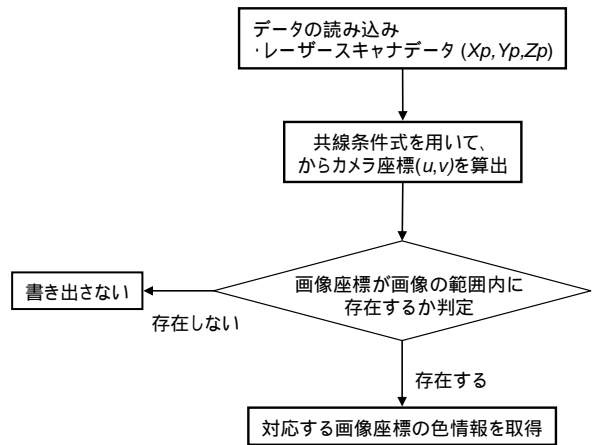 データの読み込み
・レーザースキャナデータ (Xp,Yp,Zp)
共線条件式を用いて、
からカメラ座標(u,v)を算出
画像座標が画像の範囲内に
存在するか判定
書き出さない
存在しない
存在する
対応する画像座標の色情報を取得